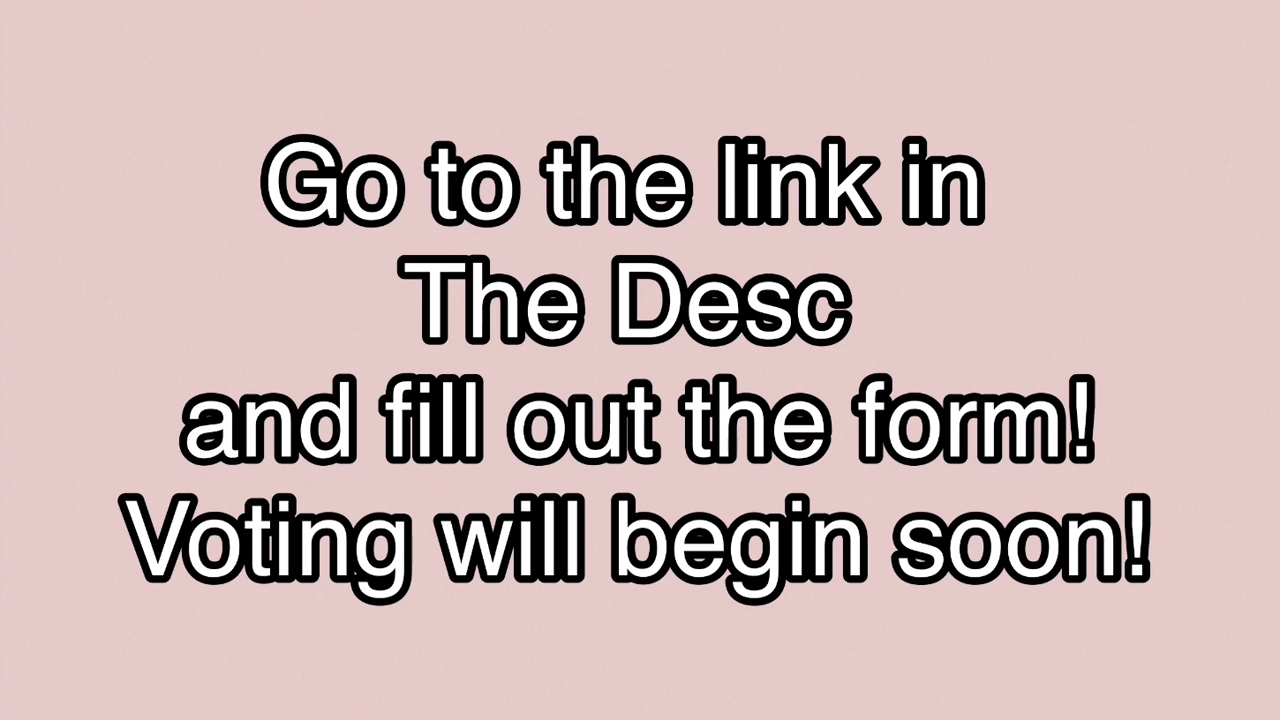 Go to the link in
The Desc
and fill out the form!
Voting will begin soon!